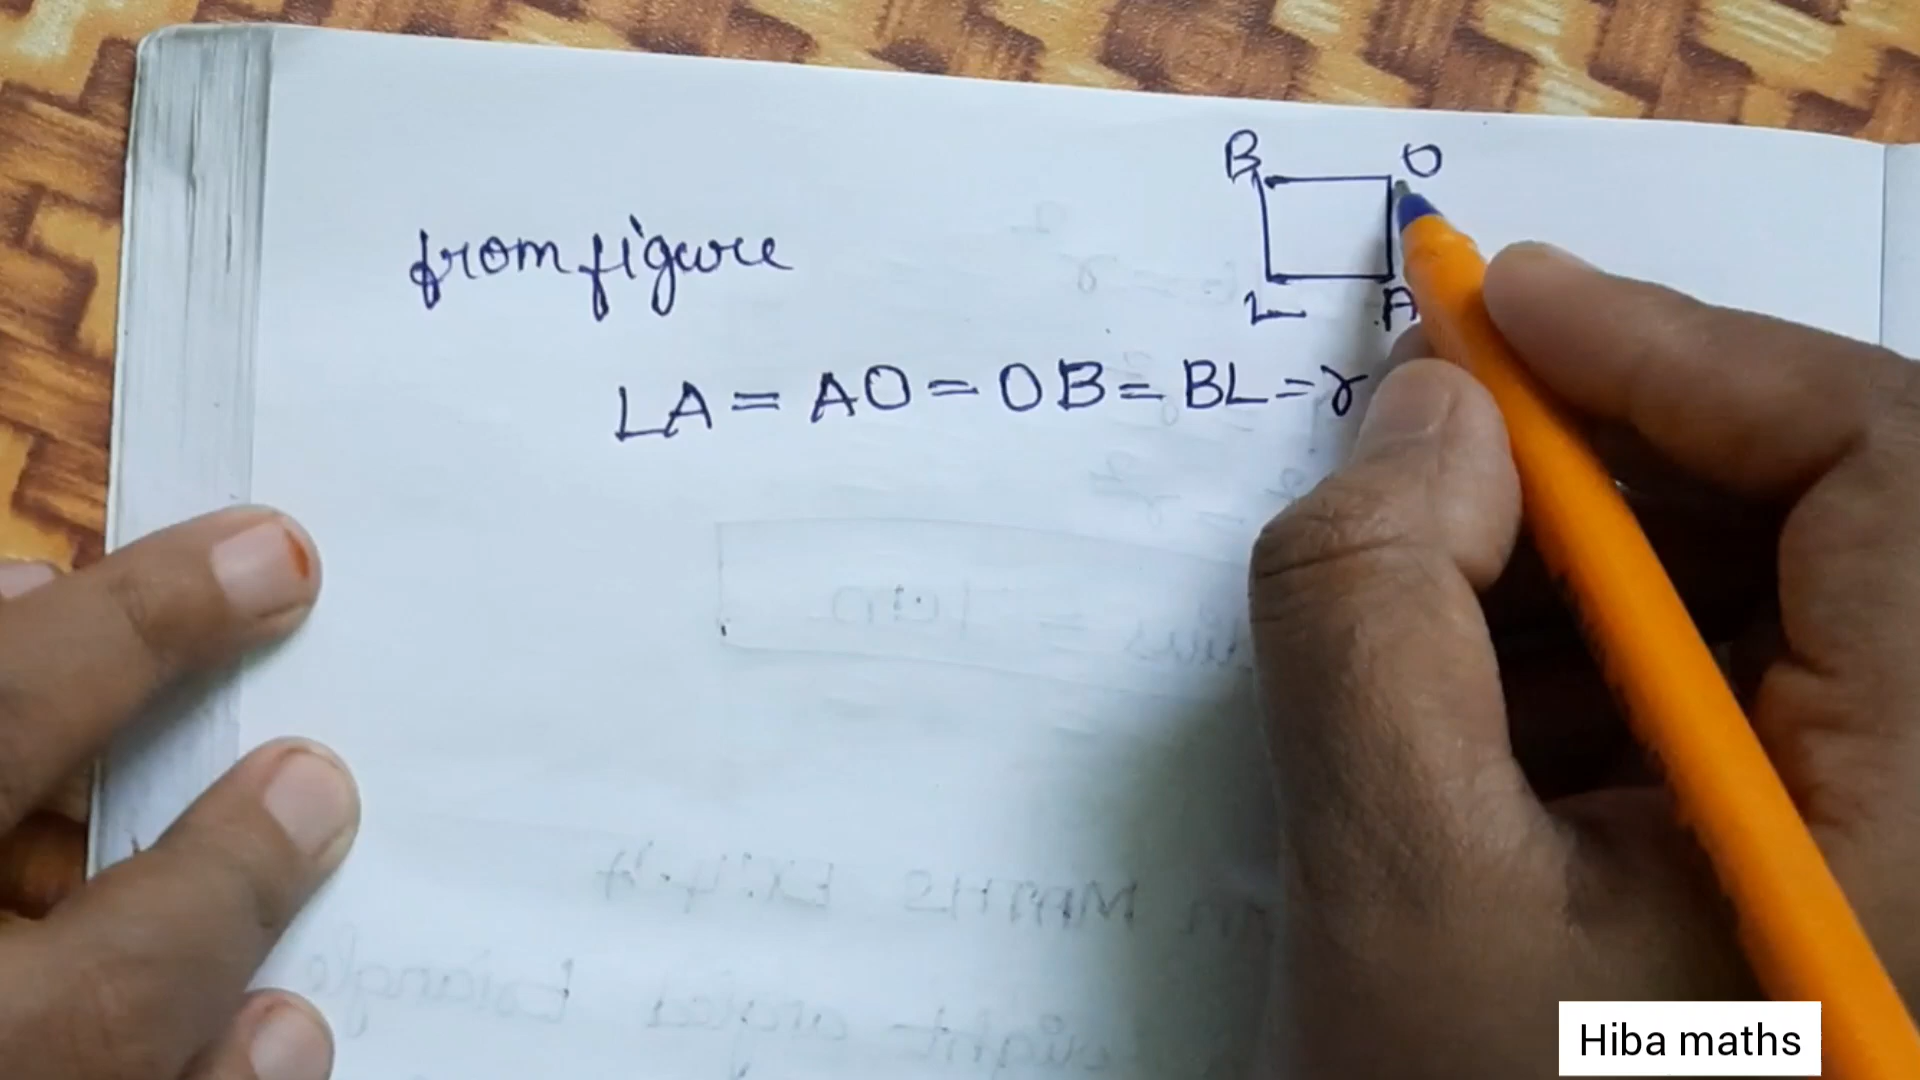 B O
from figure
L A
LA = AO = OB = BL = r
Hiba maths